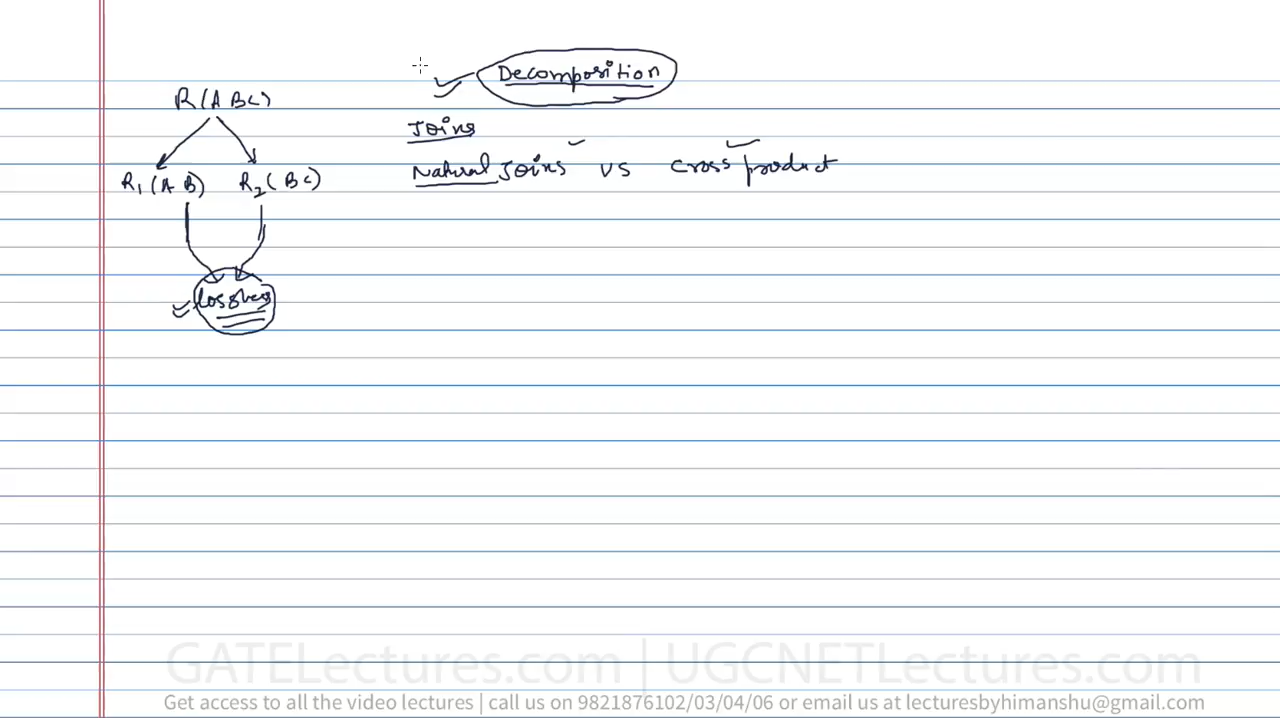 Decomposition
R(ABC)
Joins
Natural Joins vs cross product
R1(AB) R2(BC)
lossless
GATELectures.com | UGCNETLectures.com
Get access to all the video lectures | call us on 9821876102/03/04/06 or email us at lecturesbyhimanshu@gmail.com